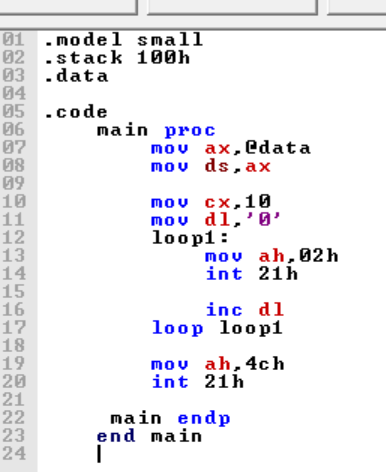 01 .model small
02 .stack 100h
03 .data
04
05 .code
06 main proc
07 mov ax,@data
08 mov ds,ax
09
10 mov cx,10
11 mov dl,'0'
12 loop1:
13 mov ah,02h
14 int 21h
15
16 inc dl
17 loop loop1
18
19 mov ah,4ch
20 int 21h
21
22 main endp
23 end main
24